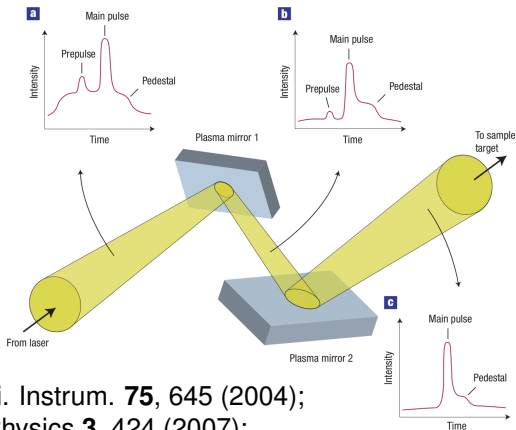 a
Main pulse
Prepulse
Pedestal
Intensity
Time
b
Main pulse
Prepulse
Pedestal
Intensity
Time
Plasma mirror 1
To sample
target
From laser
Plasma mirror 2
c
Main pulse
Pedestal
Intensity
Time
i. Instrum. 75, 645 (2004);
3, 424 (2007);